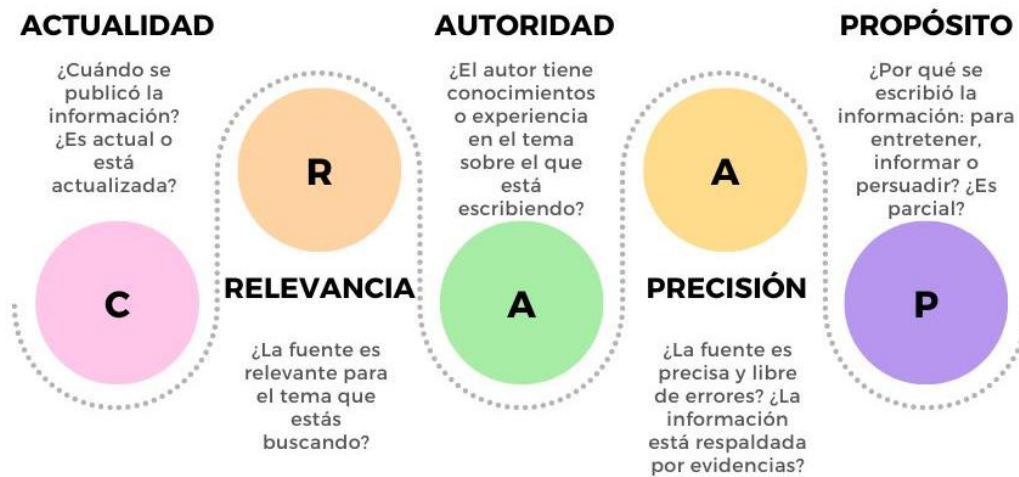 ACTUALIDAD
¿Cuándo se
publicó la
información?
¿Es actual o
está
actualizada?
C
R
RELEVANCIA
¿La fuente es
relevante para
el tema que
estás
buscando?
AUTORIDAD
¿El autor tiene
conocimientos
o experiencia
en el tema
sobre el que
está
escribiendo?
A
A
PRECISIÓN
¿La fuente es
precisa y libre
de errores? ¿La
información
está respaldada
por evidencias?
PROPÓSITO
¿Por qué se
escribió la
información: para
entretener,
informar o
persuadir? ¿Es
parcial?
P